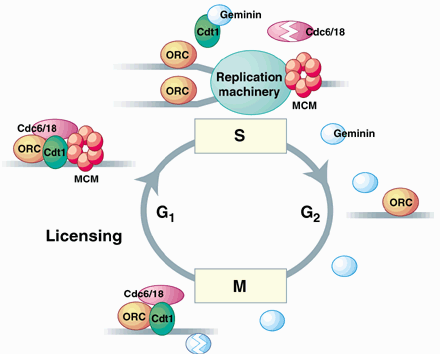 Geminin
Cdt1
Cdc6/18
ORC
ORC
Replication
machinery
MCM
S
Geminin
Cdc6/18
ORC
Cdt1
MCM
G1
G2
ORC
Licensing
M
Cdc6/18
ORC
Cdt1